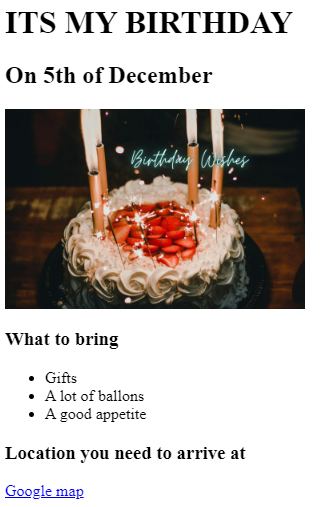 ITS MY BIRTHDAY
On 5th of December
Birthday Wishes
What to bring
Gifts
A lot of ballons
A good appetite
Location you need to arrive at
Google map